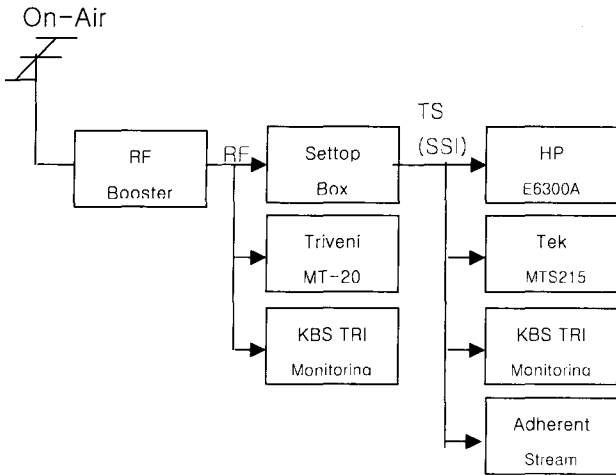 On-Air
RF
Booster
RF
Settop
Box
TS
(SSI)
HP
E6300A
Triveni
MT-20
Tek
MTS215
KBS TRI
Monitoring
KBS TRI
Monitoring
Adherent
Stream